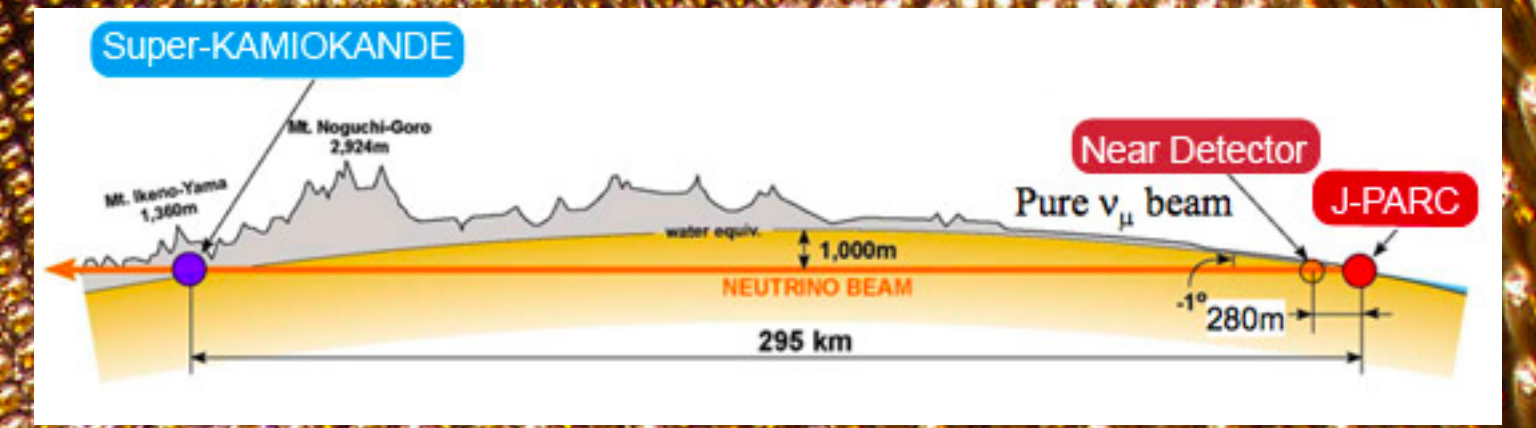 Super-KAMIOKANDE
Mt. Noguchi-Goro
2,924m
Mt. Ikeno-Yama
1,360m
Near Detector
J-PARC
Pure νμ beam
water equiv.
1,000m
NEUTRINO BEAM
-1°
280m
295 km